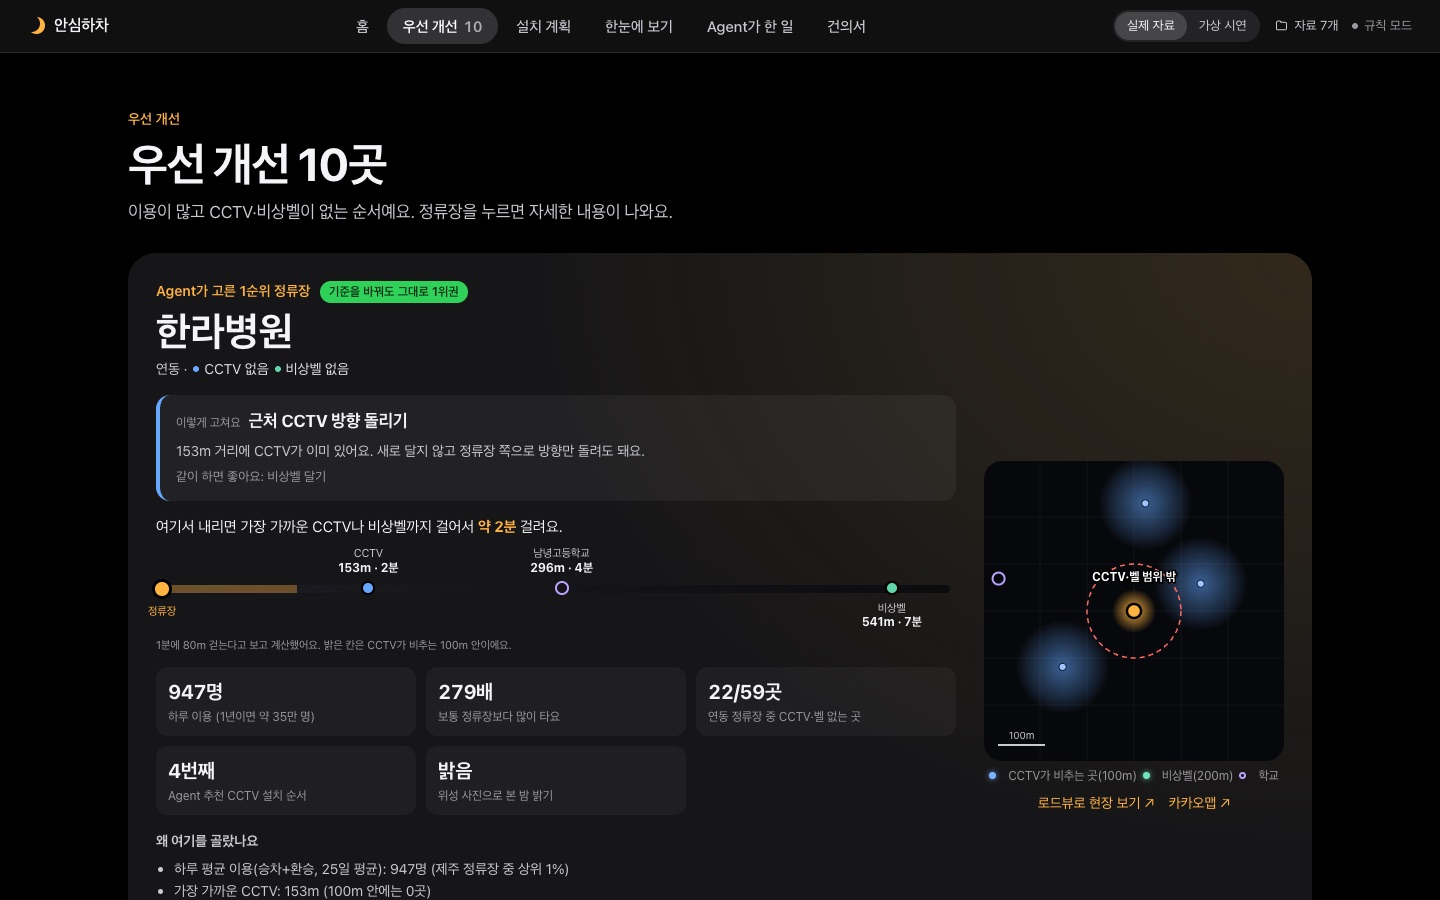 안심하차
홈 우선 개선 10 설치 계획 한눈에 보기 Agent가 한 일 건의서
실제 자료 가상 시연 자료 7개 규칙 모드
우선 개선
우선 개선 10곳
이용이 많고 CCTV·비상벨이 없는 순서예요. 정류장을 누르면 자세한 내용이 나와요.
Agent가 고른 1순위 정류장 기준을 바꿔도 그대로 1위권
한라병원
연동 · CCTV 없음 비상벨 없음
이렇게 고쳐요 근처 CCTV 방향 돌리기
153m 거리에 CCTV가 이미 있어요. 새로 달지 않고 정류장 쪽으로 방향만 돌려도 돼요.
같이 하면 좋아요: 비상벨 달기
여기서 내리면 가장 가까운 CCTV나 비상벨까지 걸어서 약 2분 걸려요.
CCTV
153m · 2분
남녕고등학교
296m · 4분
정류장
비상벨
541m · 7분
1분에 80m 걷는다고 보고 계산했어요. 밝은 칸은 CCTV가 비추는 100m 안이에요.
947명
하루 이용 (1년이면 약 35만 명)
279배
보통 정류장보다 많이 타요
22/59곳
연동 정류장 중 CCTV·벨 없는 곳
4번째
Agent 추천 CCTV 설치 순서
밝음
위성 사진으로 본 밤 밝기
왜 여기를 골랐나요
• 하루 평균 이용(승차+환승, 25일 평균): 947명 (제주 정류장 중 상위 1%)
• 가장 가까운 CCTV: 153m (100m 안에는 0곳)
CCTV·벨 범위 밖
100m
CCTV가 비추는 곳(100m) 비상벨(200m) 학교
로드뷰로 현장 보기 ↗ 카카오맵 ↗